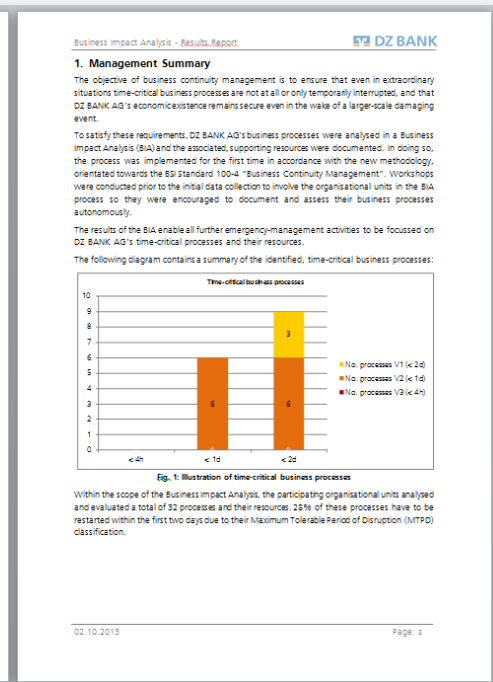 Business Impact Analysis - Results Report
DZ BANK
1. Management Summary
The objective of business continuity management is to ensure that even in extraordinary
situations time-critical business processes are not at all or only temporarily interrupted, and that
DZ BANK AG's economic existence remains secure even in the wake of a larger-scale damaging
event.
To satisfy these requirements, DZ BANK AG's business processes were analysed in a Business
Impact Analysis (BIA) and the associated, supporting resources were documented. In doing so,
the process was implemented for the first time in accordance with the new methodology,
orientated towards the BSI Standard 100-4 "Business Continuity Management". Workshops
were conducted prior to the initial data collection to involve the organisational units in the BIA
process so they were encouraged to document and assess their business processes
autonomously.
The results of the BIA enable all further emergency-management activities to be focussed on
DZ BANK AG's time-critical processes and their resources.
The following diagram contains a summary of the identified, time-critical business processes:
Time-critical business processes
10
9
8
7
6
5
4
3
2
1
0
3
6
6
0
0
< 4h
< 1d
< 2d
No. processes V1 (< 2d)
No. processes V2 (< 1d)
No. processes V3 (< 4h)
Fig. 1: Illustration of time-critical business processes
Within the scope of the Business Impact Analysis, the participating organisational units analysed
and evaluated a total of 32 processes and their resources. 28% of these processes have to be
restarted within the first two days due to their Maximum Tolerable Period of Disruption (MTPD)
classification.
02.10.2013
Page: 3